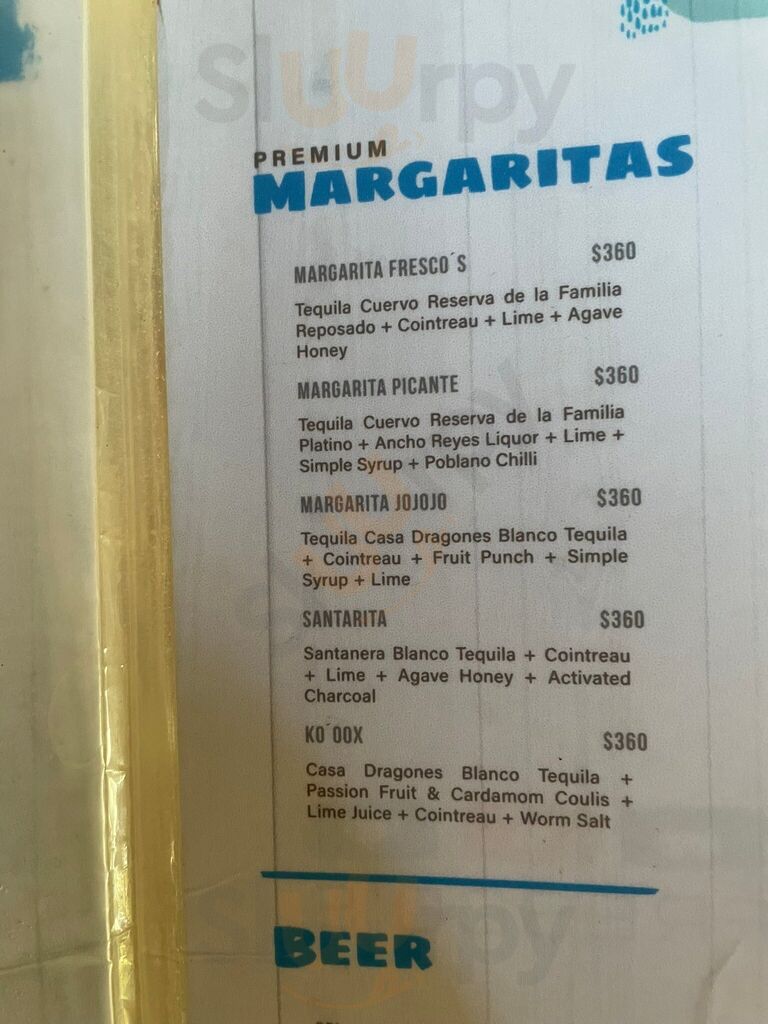 Sluurpy
PREMIUM
MARGARITAS
MARGARITA FRESCO´S $360
Tequila Cuervo Reserva de la Familia
Reposado + Cointreau + Lime + Agave
Honey
MARGARITA PICANTE $360
Tequila Cuervo Reserva de la Familia
Platino + Ancho Reyes Liquor + Lime +
Simple Syrup + Poblano Chilli
MARGARITA JOJOJO $360
Tequila Casa Dragones Blanco Tequila
+ Cointreau + Fruit Punch + Simple
Syrup + Lime
SANTARITA $360
Santanera Blanco Tequila + Cointreau
+ Lime + Agave Honey + Activated
Charcoal
KO´OOX $360
Casa Dragones Blanco Tequila +
Passion Fruit & Cardamom Coulis +
Lime Juice + Cointreau + Worm Salt
BEER
Sluurpy